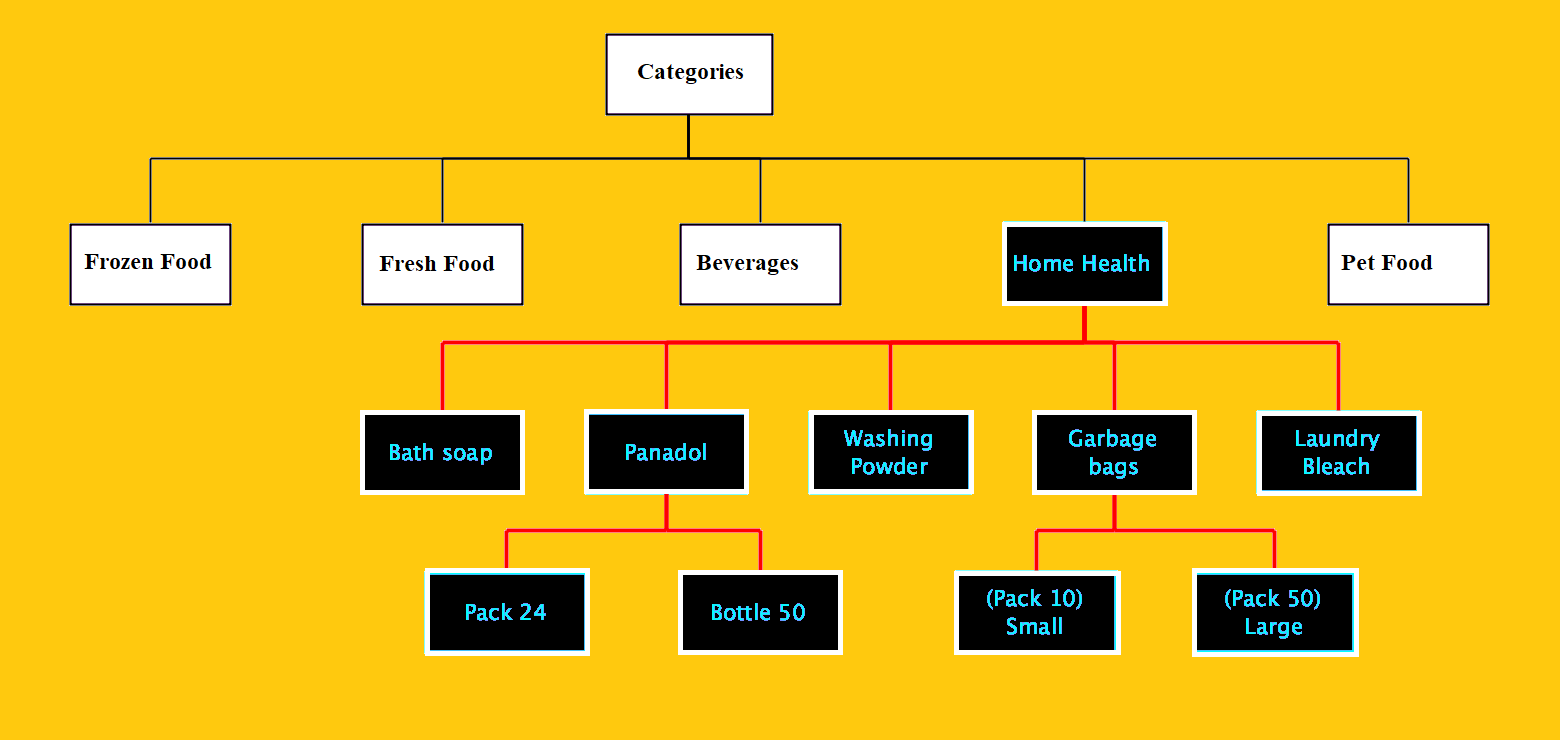 Categories
Frozen Food
Fresh Food
Beverages
Home Health
Pet Food
Bath soap
Panadol
Washing
Powder
Garbage
bags
Laundry
Bleach
Pack 24
Bottle 50
(Pack 10)
Small
(Pack 50)
Large